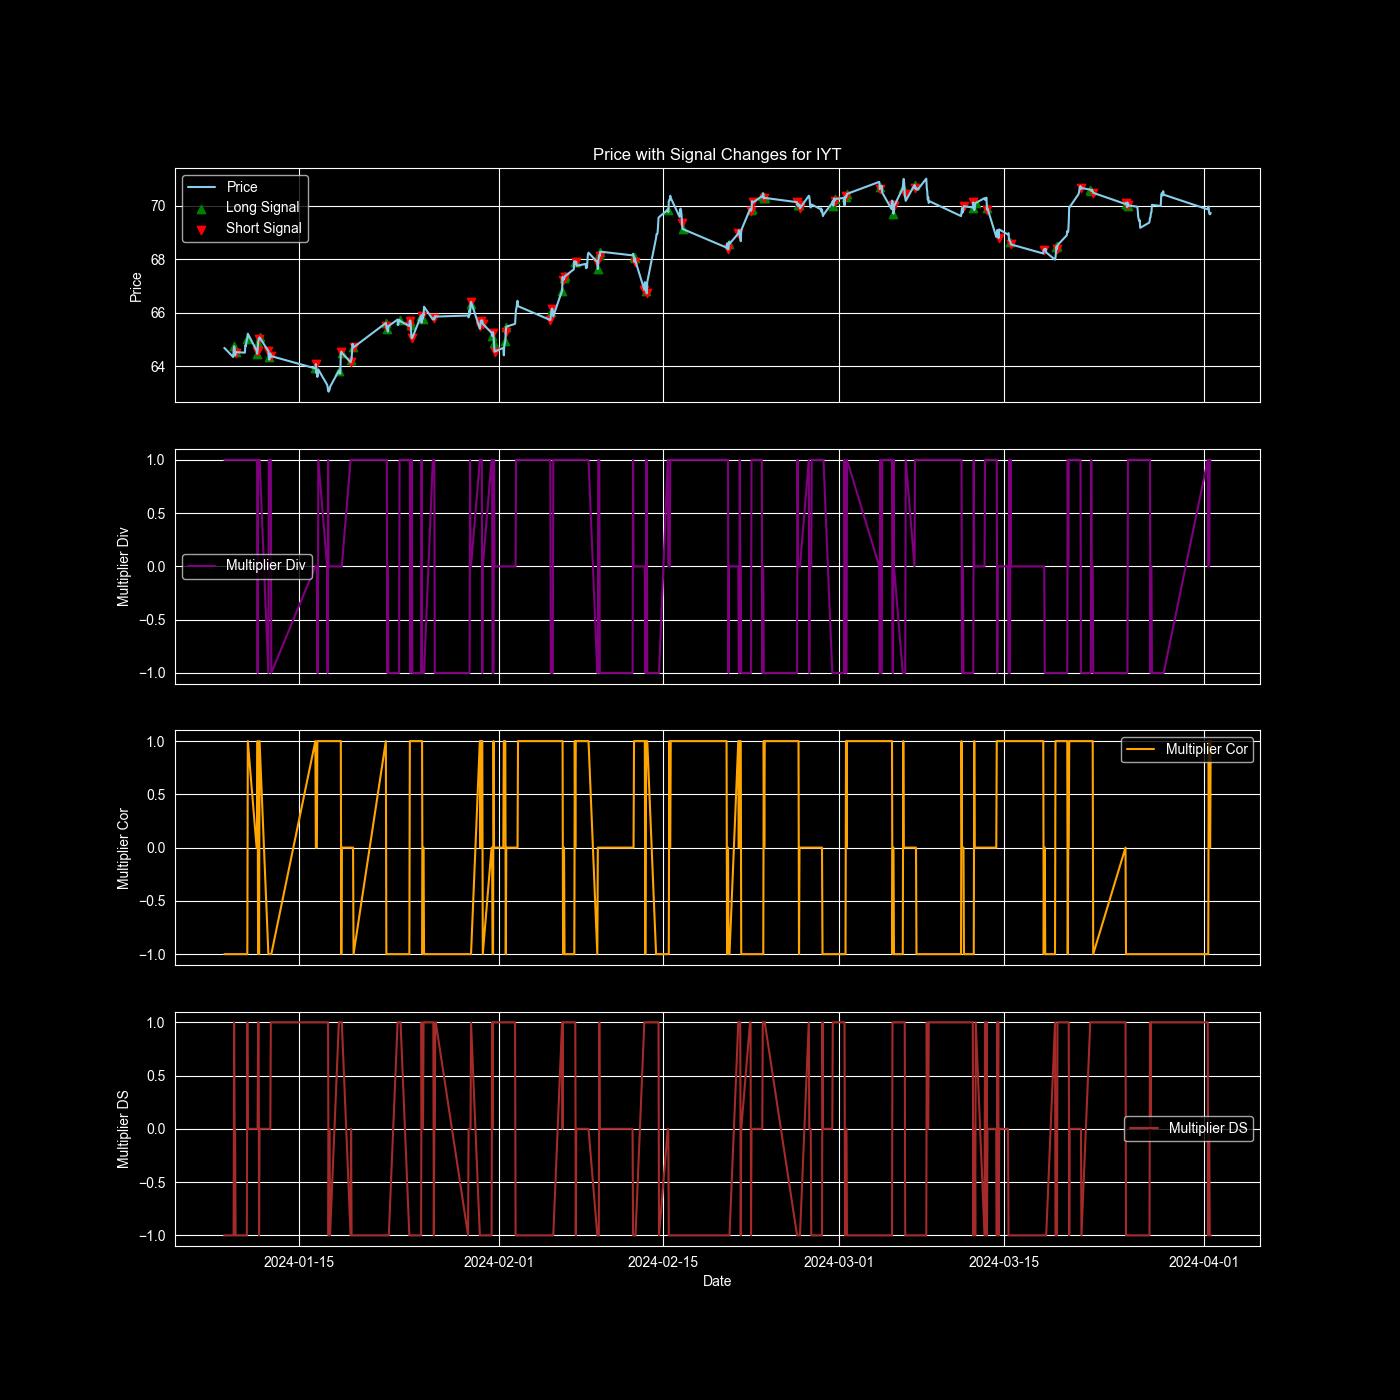 Price with Signal Changes for IYT
Price
Long Signal
Short Signal
70
68
66
64
Price
1.0
0.5
0.0
−0.5
−1.0
Multiplier Div
Multiplier Div
1.0
0.5
0.0
−0.5
−1.0
Multiplier Cor
Multiplier Cor
1.0
0.5
0.0
−0.5
−1.0
Multiplier DS
Multiplier DS
2024-01-15 2024-02-01 2024-02-15 2024-03-01 2024-03-15 2024-04-01
Date